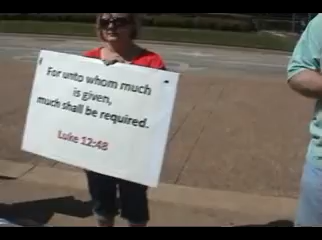 For unto whom much
is given,
much shall be required.
Luke 12:48